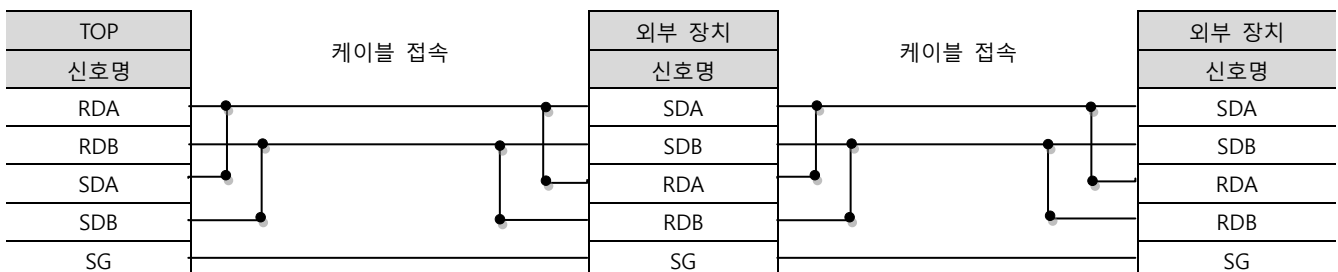 TOP 케이블 접속 외부 장치 케이블 접속 외부 장치
신호명 신호명 신호명
RDA SDA SDA
RDB SDB SDB
SDA RDA RDA
SDB RDB RDB
SG SG SG